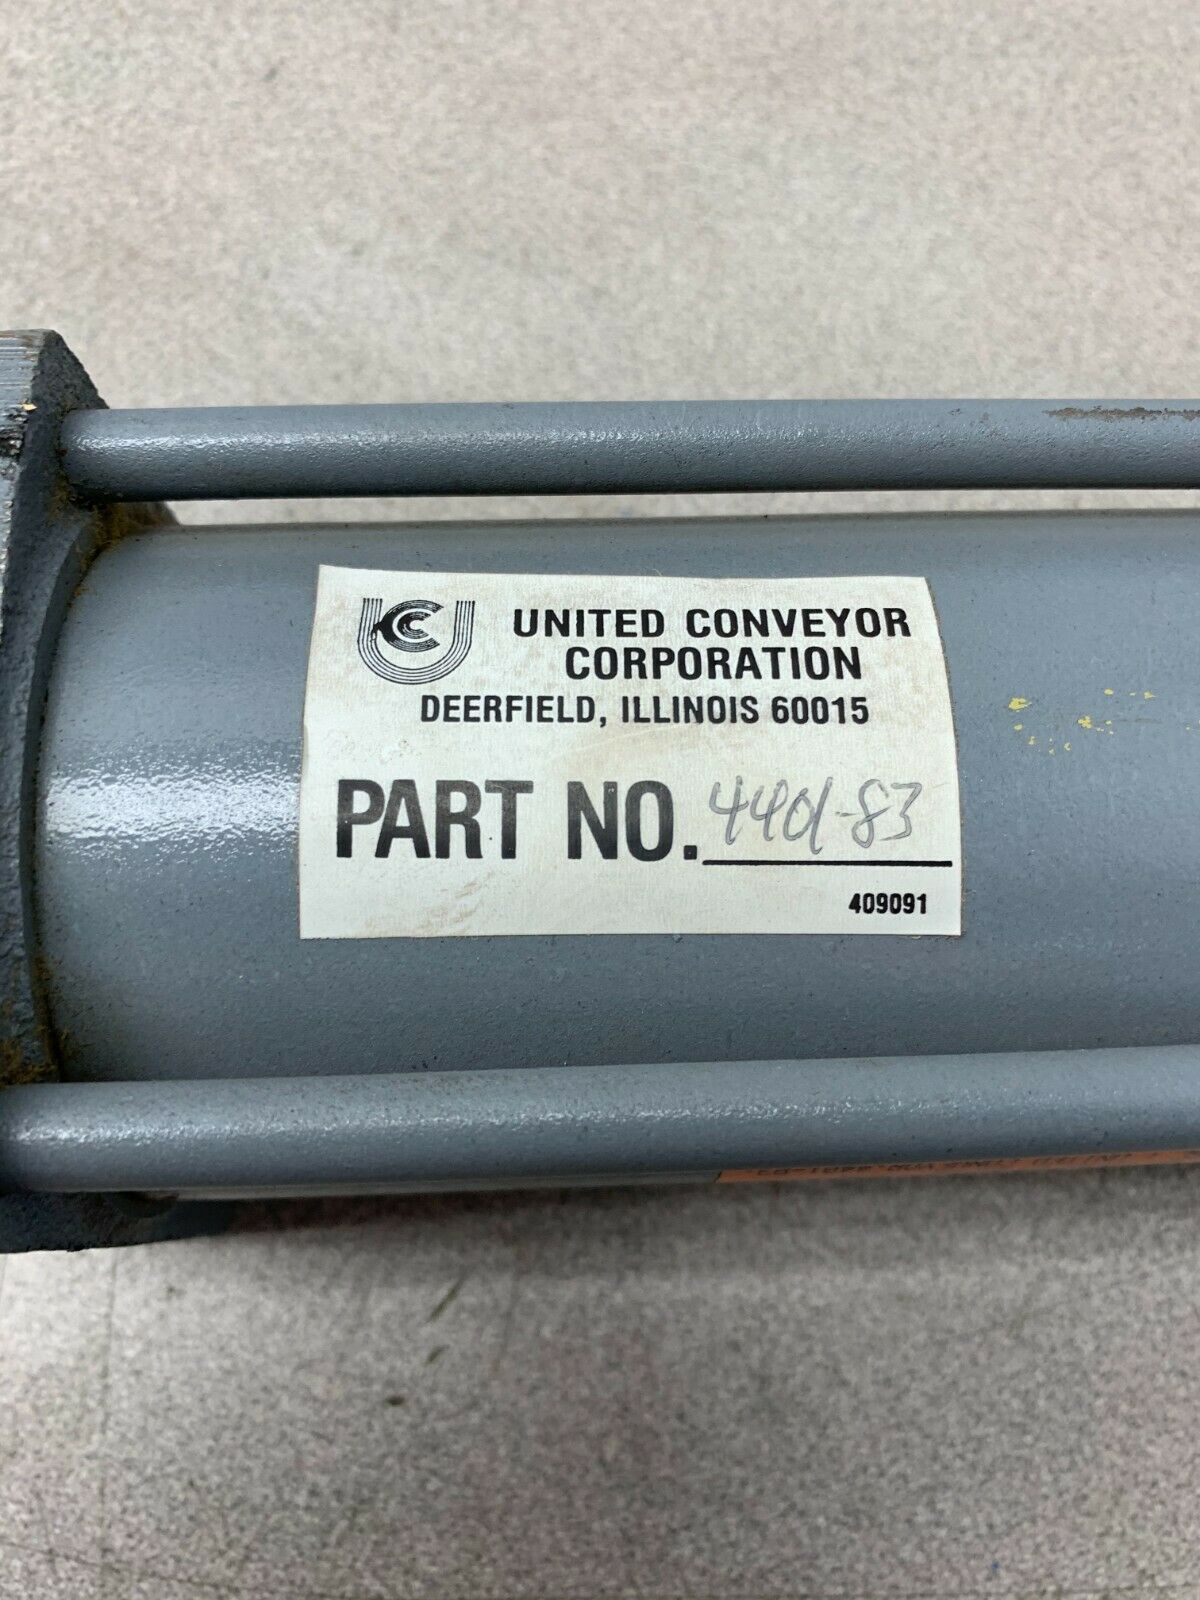 UNITED CONVEYOR
CORPORATION
DEERFIELD, ILLINOIS 60015
PART NO. 4401-83
409091